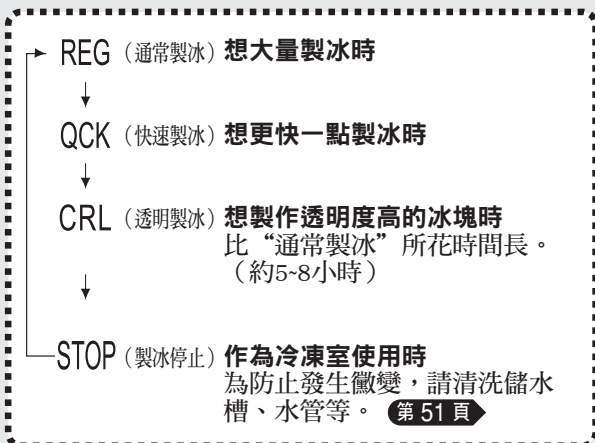 REG（通常製冰）想大量製冰時
QCK（快速製冰）想更快一點製冰時
CRL（透明製冰）想製作透明度高的冰塊時
比“通常製冰”所花時間長。
（約5~8小時）
STOP（製冰停止）作為冷凍室使用時
為防止發生黴變，請清洗儲水
槽、水管等。 第 51 頁